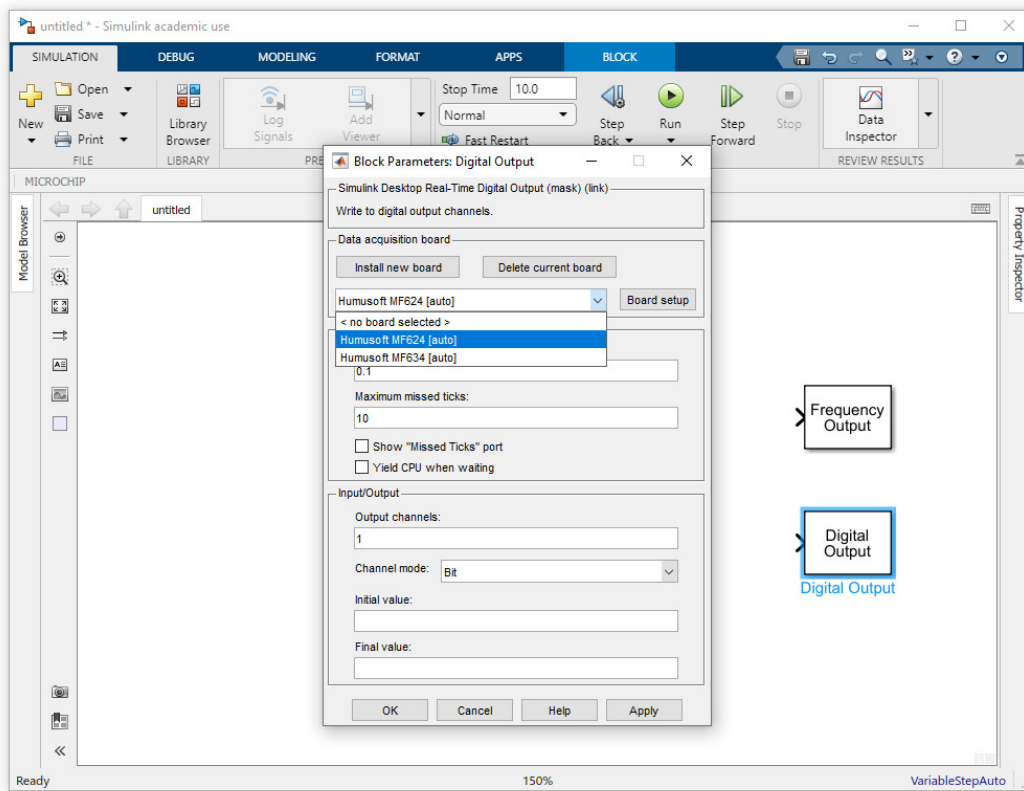 untitled * - Simulink academic use
SIMULATION DEBUG MODELING FORMAT APPS BLOCK
New
Open
Save
Print
FILE
Library
Browser
LIBRARY
Log
Signals
Add
Viewer
PRE
Stop Time 10.0
Normal
Fast Restart
Step
Back
Run
Step
Forward
Stop
Data
Inspector
REVIEW RESULTS
MICROCHIP
Model Browser
untitled
Property Inspector
Block Parameters: Digital Output
Simulink Desktop Real-Time Digital Output (mask) (link)
Write to digital output channels.
Data acquisition board
Install new board Delete current board
Humusoft MF624 [auto] Board setup
< no board selected >
Humusoft MF624 [auto]
Humusoft MF634 [auto]
0.1
Maximum missed ticks:
10
Show "Missed Ticks" port
Yield CPU when waiting
Input/Output
Output channels:
1
Channel mode: Bit
Initial value:
Final value:
OK Cancel Help Apply
Frequency
Output
Digital
Output
Digital Output
Ready 150% VariableStepAuto